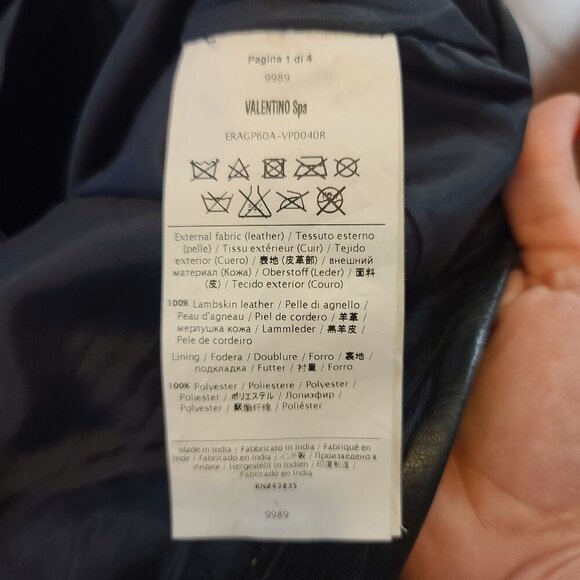 Pagina 1 di 4
9989
VALENTINO Spa
ERAGP60A-VP0040R
External fabric (leather) / Tessuto esterno
(pelle) / Tissu extérieur (Cuir) / Tejido
exterior (Cuero) / 表地 (皮革部) / внешний
материал (Кожа) / Oberstoff (Leder) / 面料
(皮) / Tecido exterior (Couro)
100% Lambskin leather / Pelle di agnello /
Peau d'agneau / Piel de cordero / 羊革 /
мерлушка кожа / Lammleder / 羔羊皮 /
Pele de cordeiro
Lining / Fodera / Doublure / Forro / 裏地 /
подкладка / Futter / 衬里 / Forro
100% Polyester / Poliestere / Polyester /
Poliester / ポリエステル / Полиэфир /
Polyester / 聚酯纤维 / Poliéster
Made in India / Fabbricato in India / Fabriqué en
Inde / Fabricado en India / インド製 / Произведено в
Индии / Hergestellt in Indien / 印度制造 /
Fabricado en India
RN#43835
-
9989